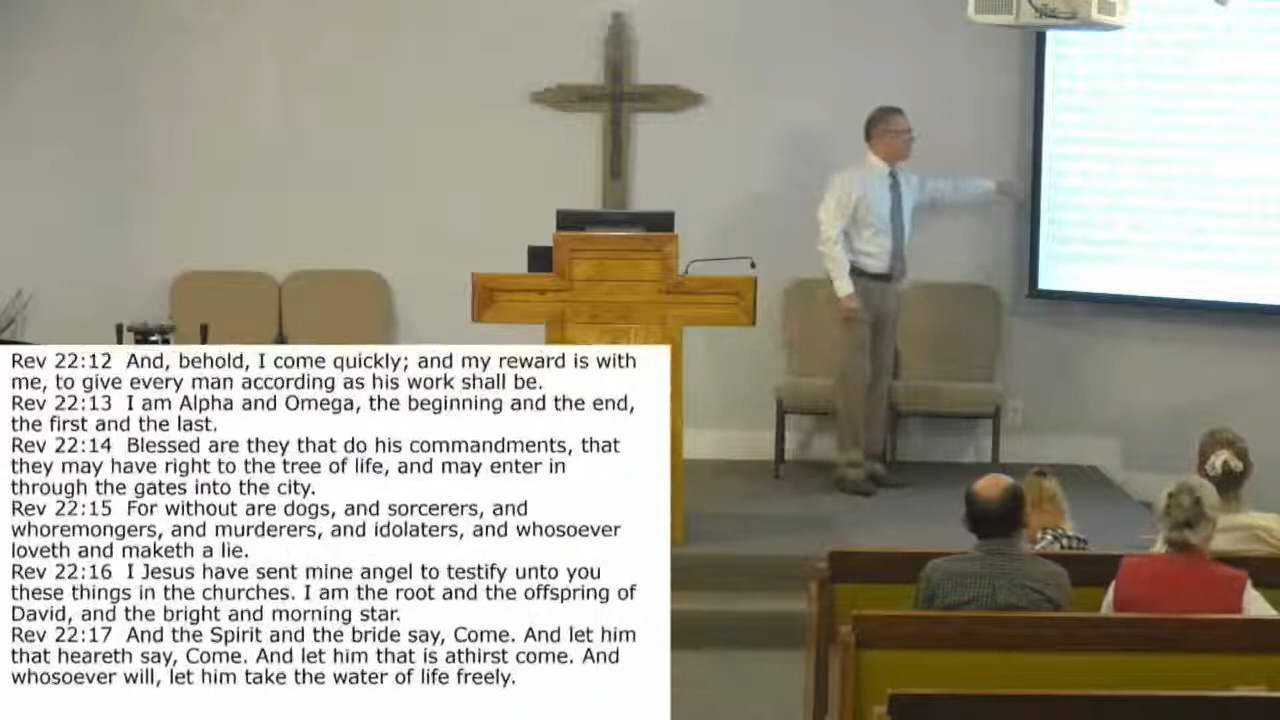 Rev 22:12  And, behold, I come quickly; and my reward is with
me, to give every man according as his work shall be.
Rev 22:13  I am Alpha and Omega, the beginning and the end,
the first and the last.
Rev 22:14  Blessed are they that do his commandments, that
they may have right to the tree of life, and may enter in
through the gates into the city.
Rev 22:15  For without are dogs, and sorcerers, and
whoremongers, and murderers, and idolaters, and whosoever
loveth and maketh a lie.
Rev 22:16  I Jesus have sent mine angel to testify unto you
these things in the churches. I am the root and the offspring of
David, and the bright and morning star.
Rev 22:17  And the Spirit and the bride say, Come. And let him
that heareth say, Come. And let him that is athirst come. And
whosoever will, let him take the water of life freely.